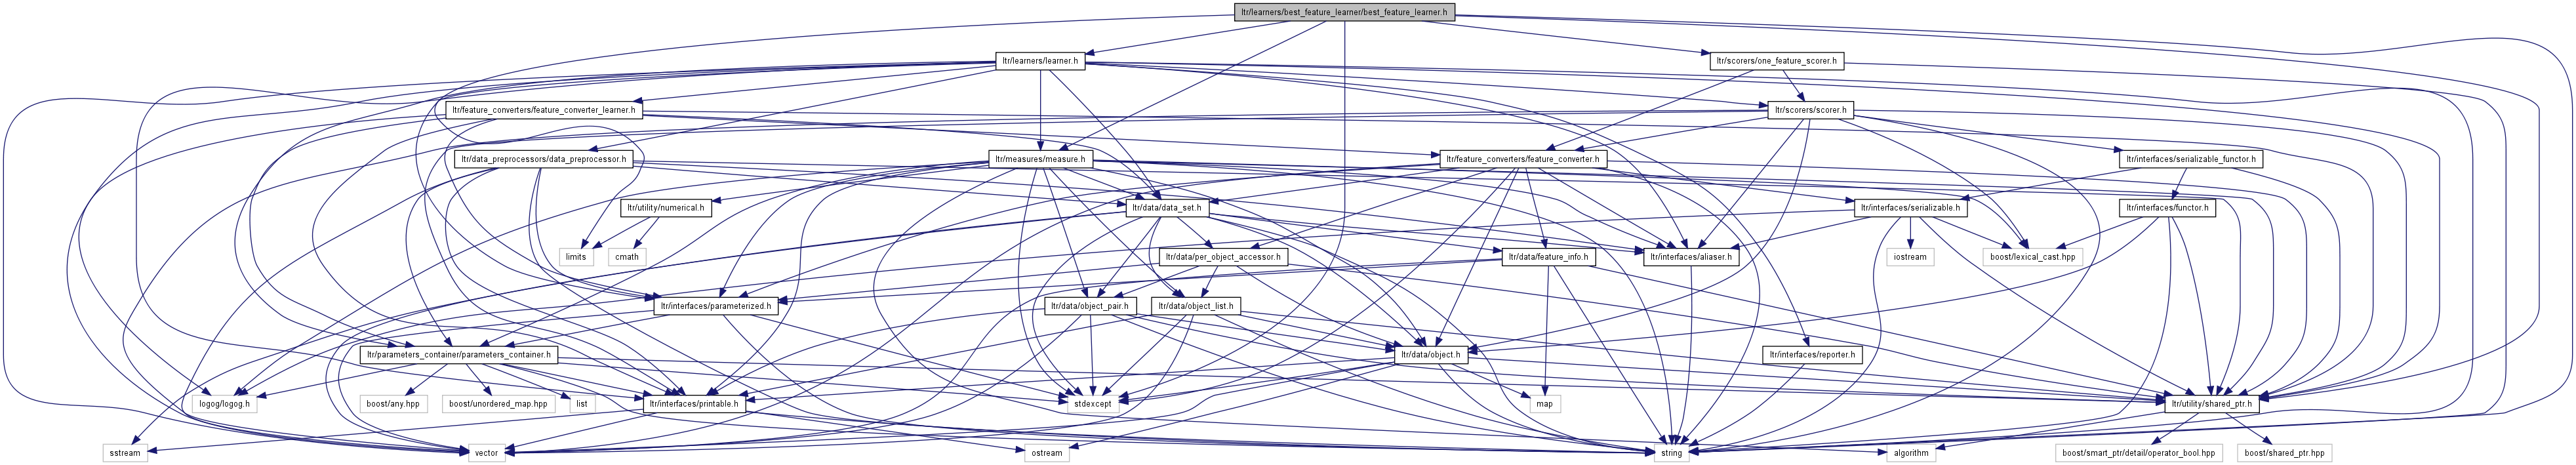 ltr/learners/best_feature_learner/best_feature_learner.h
ltr/learners/learner.h
ltr/scorers/one_feature_scorer.h
ltr/feature_converters/feature_converter_learner.h
ltr/scorers/scorer.h
ltr/data_preprocessors/data_preprocessor.h
ltr/measures/measure.h
ltr/feature_converters/feature_converter.h
ltr/interfaces/serializable_functor.h
ltr/utility/numerical.h
ltr/data/data_set.h
ltr/interfaces/serializable.h
ltr/interfaces/functor.h
limits
cmath
ltr/data/per_object_accessor.h
ltr/data/feature_info.h
ltr/interfaces/aliaser.h
iostream
boost/lexical_cast.hpp
ltr/interfaces/parameterized.h
ltr/data/object_pair.h
ltr/data/object_list.h
ltr/parameters_container/parameters_container.h
ltr/data/object.h
ltr/interfaces/reporter.h
logog/logog.h
boost/any.hpp
boost/unordered_map.hpp
list
ltr/interfaces/printable.h
stdexcept
map
ltr/utility/shared_ptr.h
sstream
vector
ostream
string
algorithm
boost/smart_ptr/detail/operator_bool.hpp
boost/shared_ptr.hpp